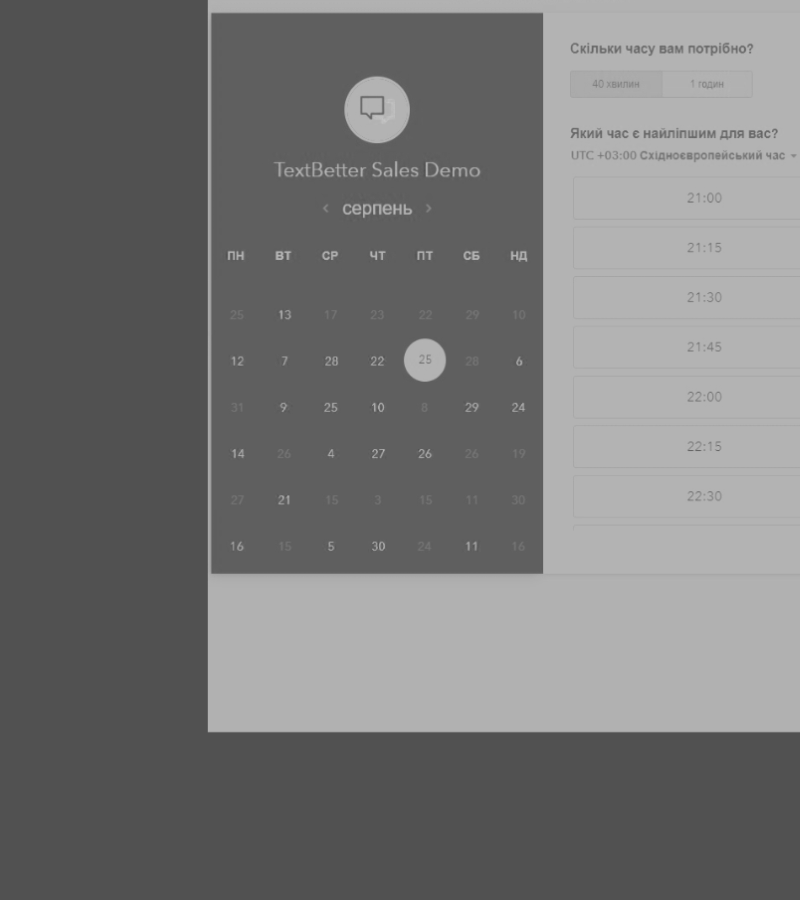 TextBetter Sales Demo
‹ серпень ›
ПН ВТ СР ЧТ ПТ СБ НД
25 13 17 23 22 29 10
12 7 28 22 25 28 6
31 9 25 10 8 29 24
14 26 4 27 26 26 19
27 21 15 3 15 11 30
16 15 5 30 24 11 16
Скільки часу вам потрібно?
40 хвилин 1 годин
Який час є найліпшим для вас?
UTC +03:00 Східноєвропейський час
21:00
21:15
21:30
21:45
22:00
22:15
22:30